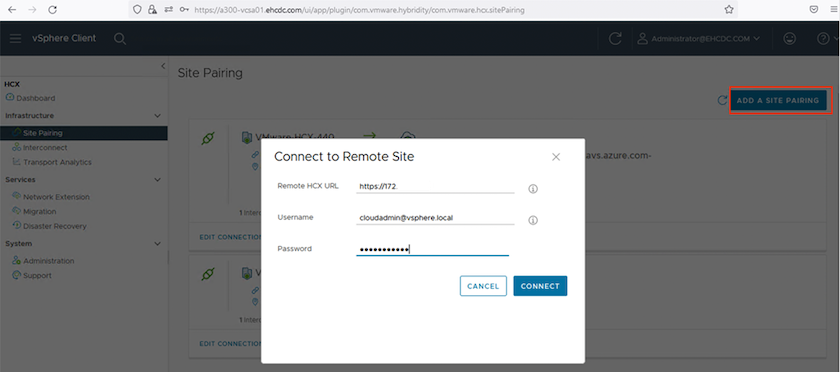 https://a300-vcsa01.ehcdc.com/ui/app/plugin/com.vmware.hybridity/com.vmware.hcx.sitePairing
vSphere Client
Administrator@EHCDC.COM
HCX
Dashboard
Infrastructure
Site Pairing
Interconnect
Transport Analytics
Services
Network Extension
Migration
Disaster Recovery
System
Administration
Support
Site Pairing
ADD A SITE PAIRING
VMware-HCX-440
avs.azure.com-
1 Inter
EDIT CONNECTION
V
1 Interc
EDIT CONNECTION
Connect to Remote Site
Remote HCX URL
https://172.
Username
cloudadmin@vsphere.local
Password
CANCEL
CONNECT